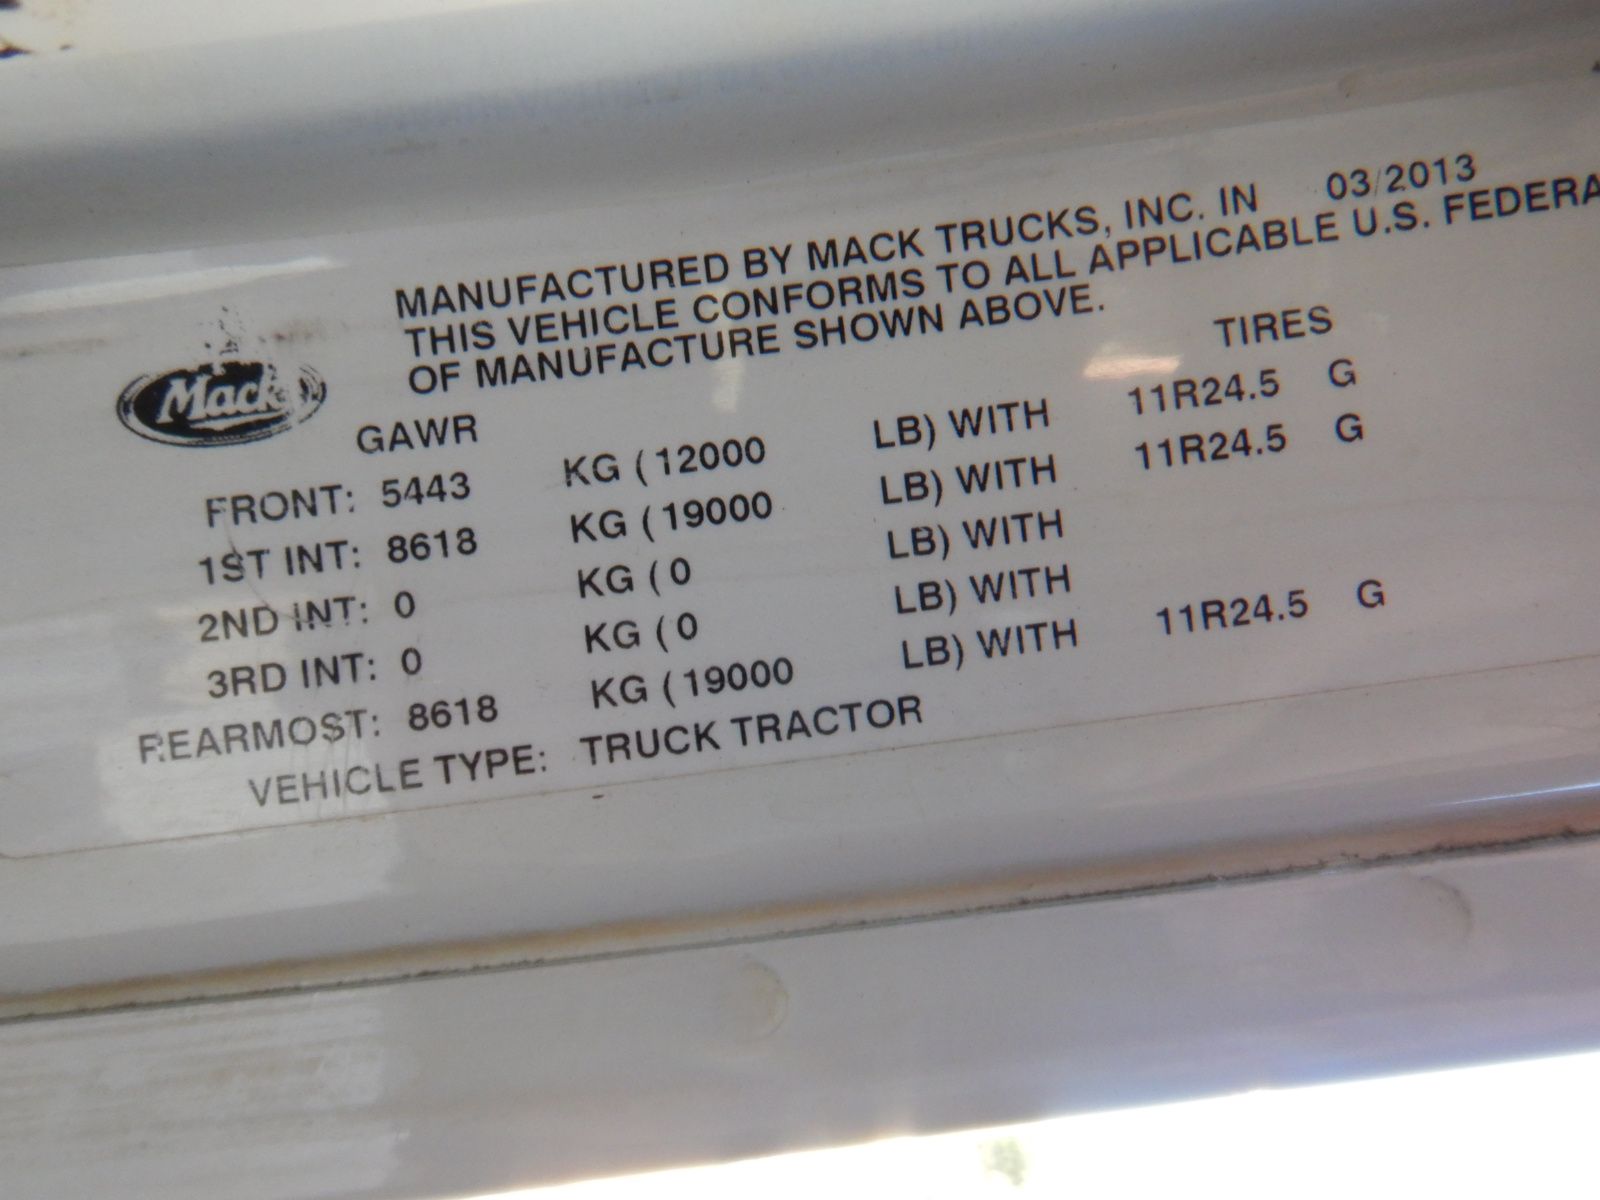 MANUFACTURED BY MACK TRUCKS, INC. IN 03/2013
THIS VEHICLE CONFORMS TO ALL APPLICABLE U.S. FEDERA
OF MANUFACTURE SHOWN ABOVE.
Mack
GAWR TIRES
FRONT: 5443 KG (12000 LB) WITH 11R24.5 G
1ST INT: 8618 KG (19000 LB) WITH 11R24.5 G
2ND INT: 0 KG (0 LB) WITH
3RD INT: 0 KG (0 LB) WITH
REARMOST: 8618 KG (19000 LB) WITH 11R24.5 G
VEHICLE TYPE: TRUCK TRACTOR